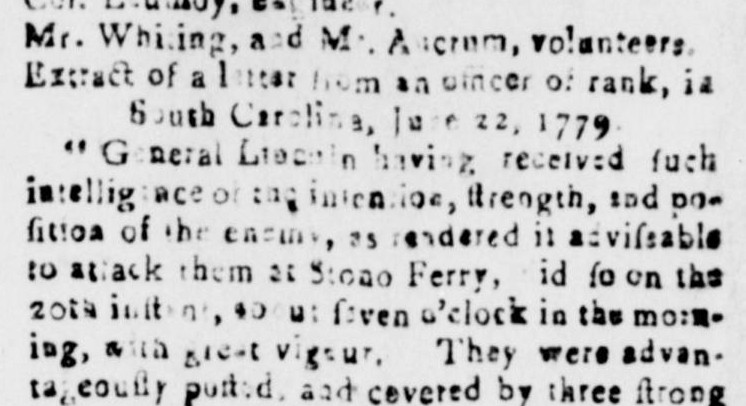 Mr. Whiting, and Mr. Ancrum, volunteers.
Extract of a letter from an officer of rank, in
South Carolina, June 22, 1779.
"General Lincoln having received ſuch
intelligence of the intention, ſtrength, and po-
ſition of the enemy, as rendered it adviſeable
to attack them at Stono Ferry, id ſo on the
20th inſtant, about ſeven o'clock in the morn-
ing, with great vigour. They were advan-
tageouſly poſted, and covered by three ſtrong